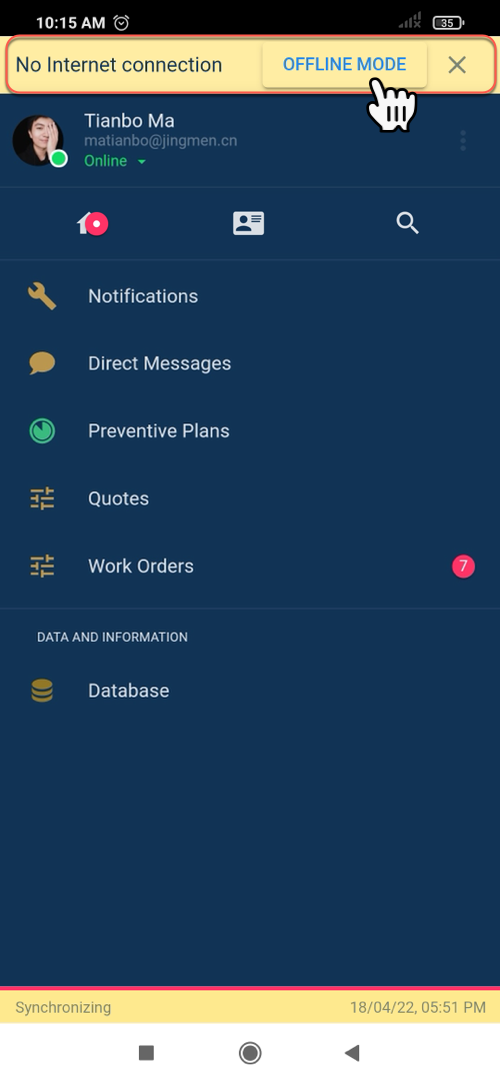 10:15 AM 35
No Internet connection OFFLINE MODE
Tianbo Ma
matianbo@jingmen.cn
Online
Notifications
Direct Messages
Preventive Plans
Quotes
Work Orders 7
DATA AND INFORMATION
Database
Synchronizing 18/04/22, 05:51 PM